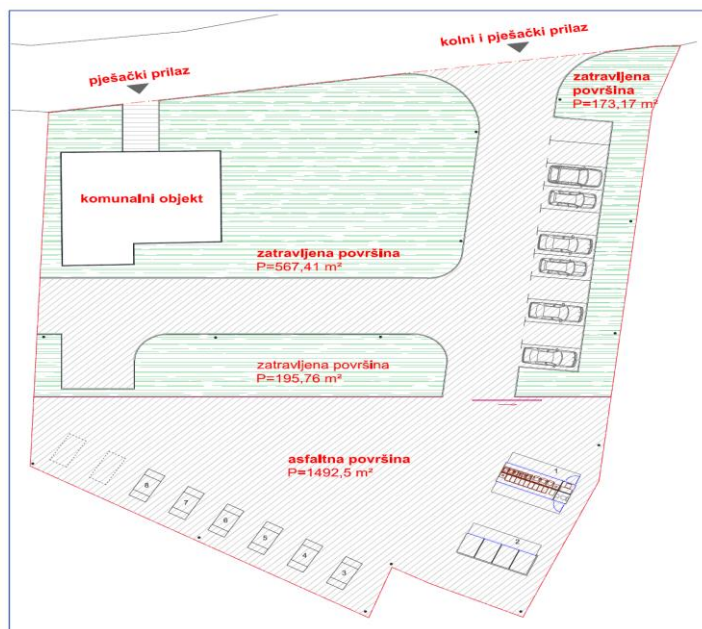 kolni i pješački prilaz
pješački prilaz
zatravljena
površina
P=173,17 m²
komunalni objekt
zatravljena površina
P=567,41 m²
zatravljena površina
P=195,76 m²
asfaltna površina
P=1492,5 m²
1
2
8
7
6
5
4
3